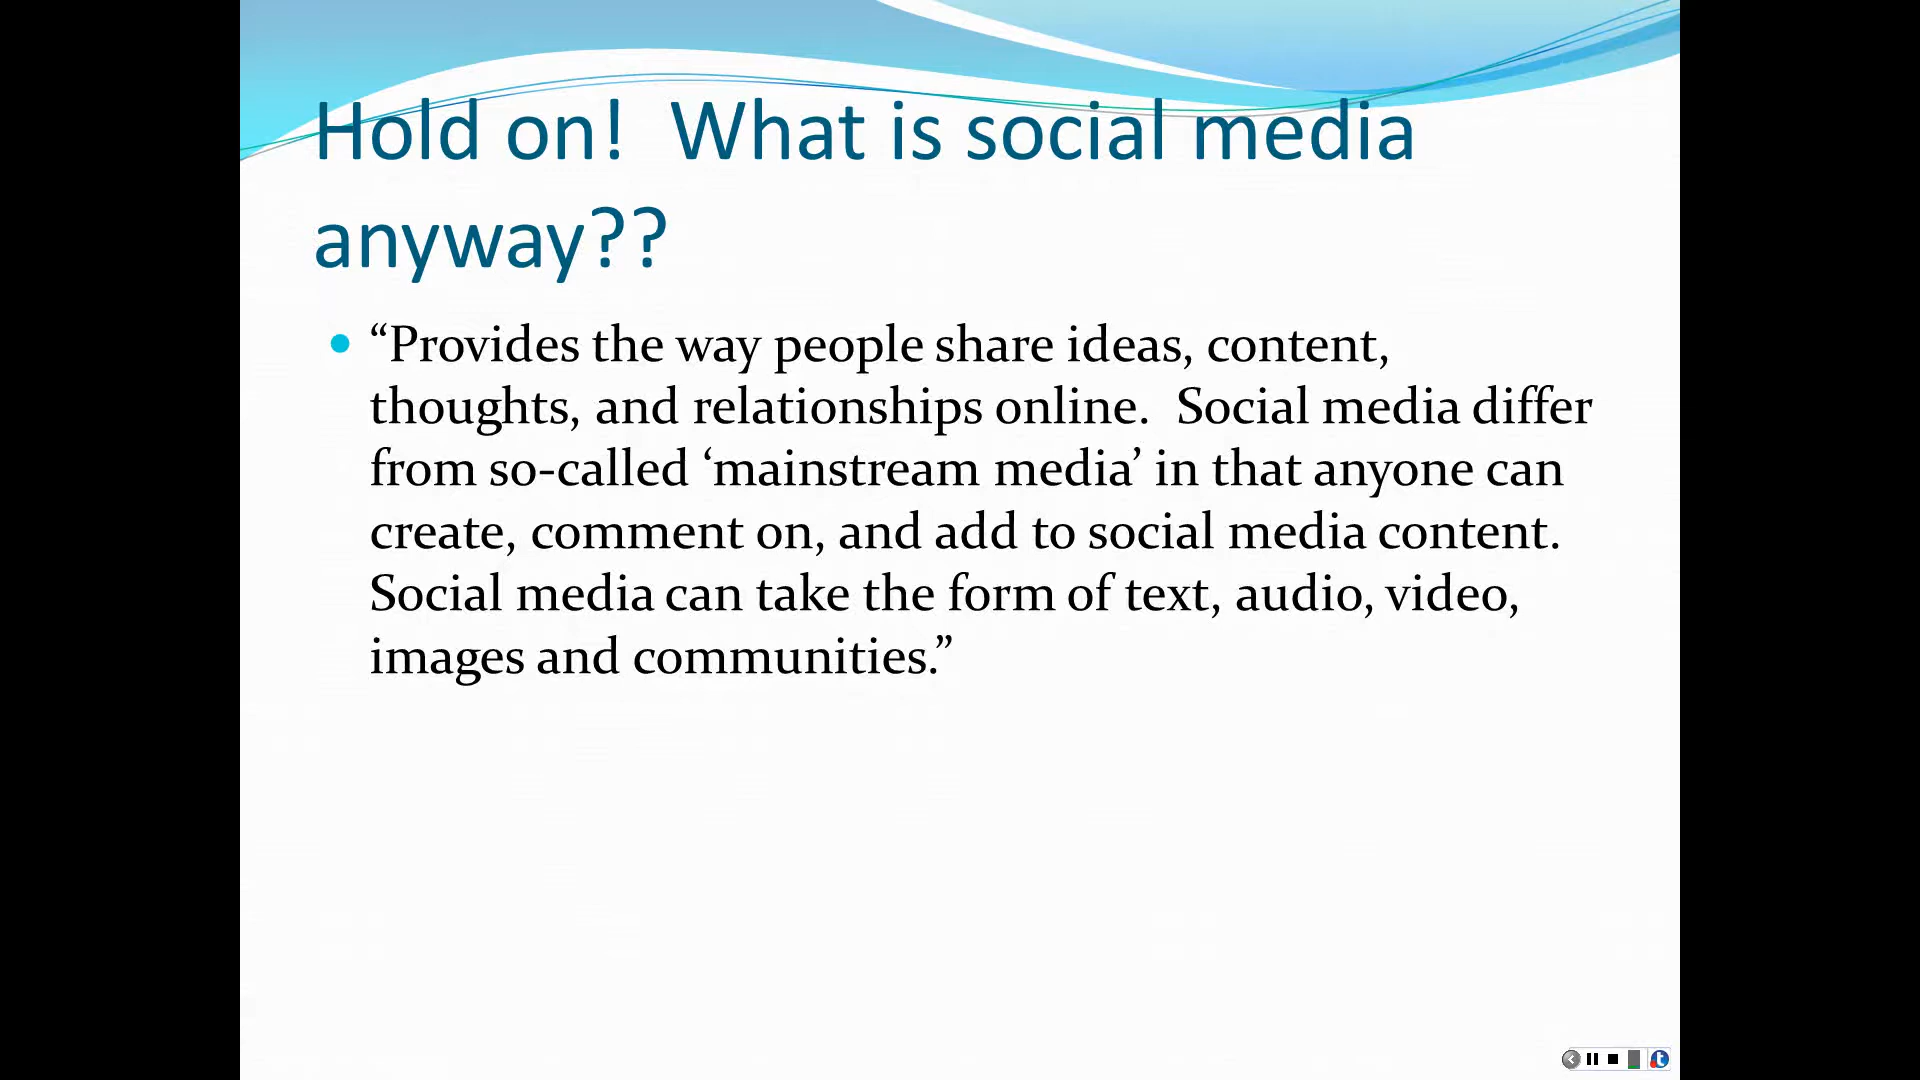 Hold on!  What is social media
anyway??
“Provides the way people share ideas, content,
thoughts, and relationships online.  Social media differ
from so-called ‘mainstream media’ in that anyone can
create, comment on, and add to social media content.
Social media can take the form of text, audio, video,
images and communities.”